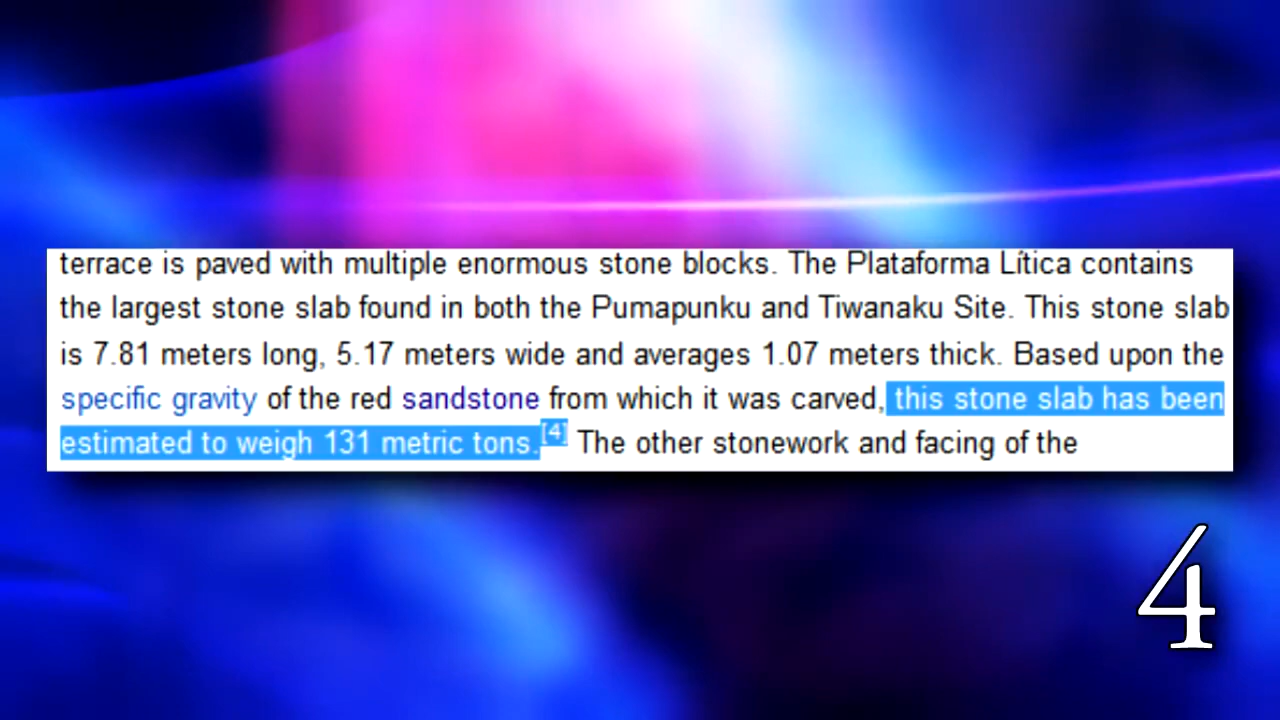 terrace is paved with multiple enormous stone blocks. The Plataforma Lítica contains
the largest stone slab found in both the Pumapunku and Tiwanaku Site. This stone slab
is 7.81 meters long, 5.17 meters wide and averages 1.07 meters thick. Based upon the
specific gravity of the red sandstone from which it was carved, this stone slab has been
estimated to weigh 131 metric tons.[4] The other stonework and facing of the
4